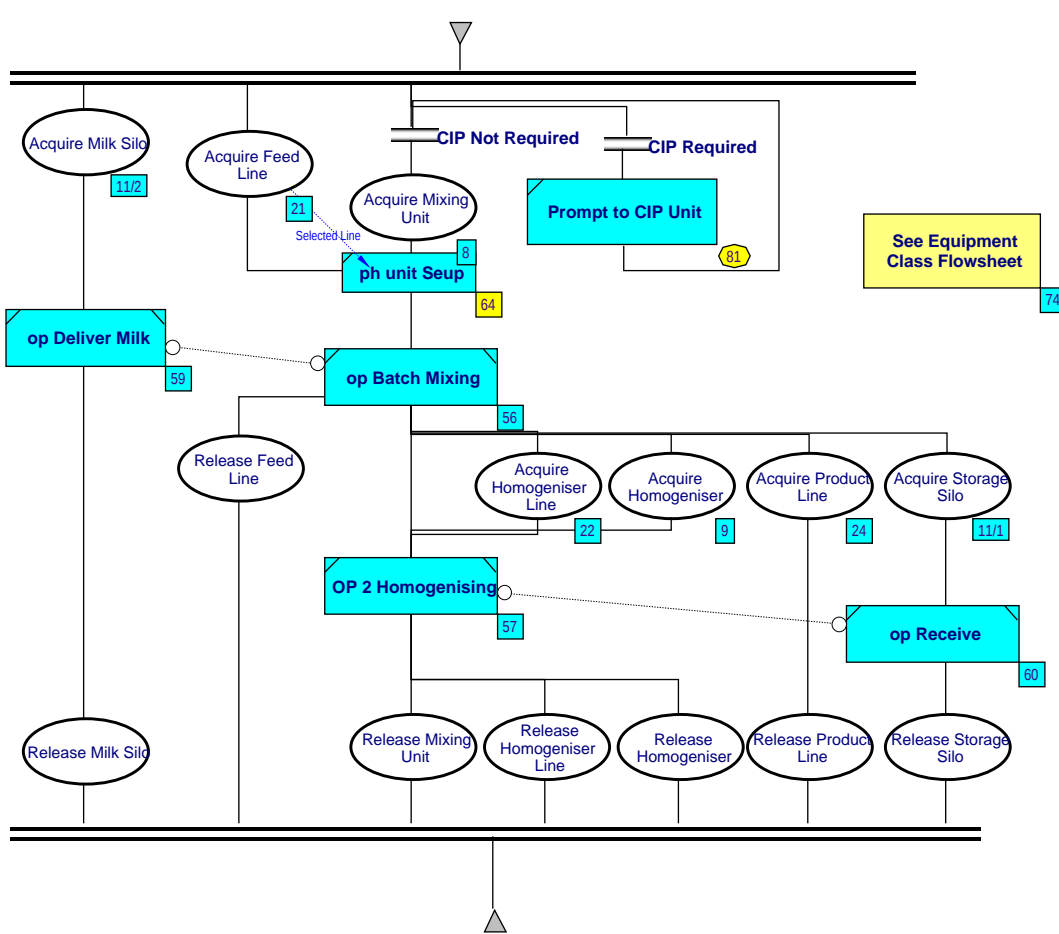 CIP Not Required
CIP Required
Acquire Milk Silo
11/2
Acquire Feed
Line
21
Selected Line
Acquire Mixing
Unit
8
Prompt to CIP Unit
81
See Equipment
Class Flowsheet
74
ph unit Seup
64
op Deliver Milk
59
op Batch Mixing
56
Release Feed
Line
Acquire
Homogeniser
Line
22
Acquire
Homogeniser
9
Acquire Product
Line
24
Acquire Storage
Silo
11/1
OP 2 Homogenising
57
op Receive
60
Release Milk Silo
Release Mixing
Unit
Release
Homogeniser
Line
Release
Homogeniser
Release Product
Line
Release Storage
Silo